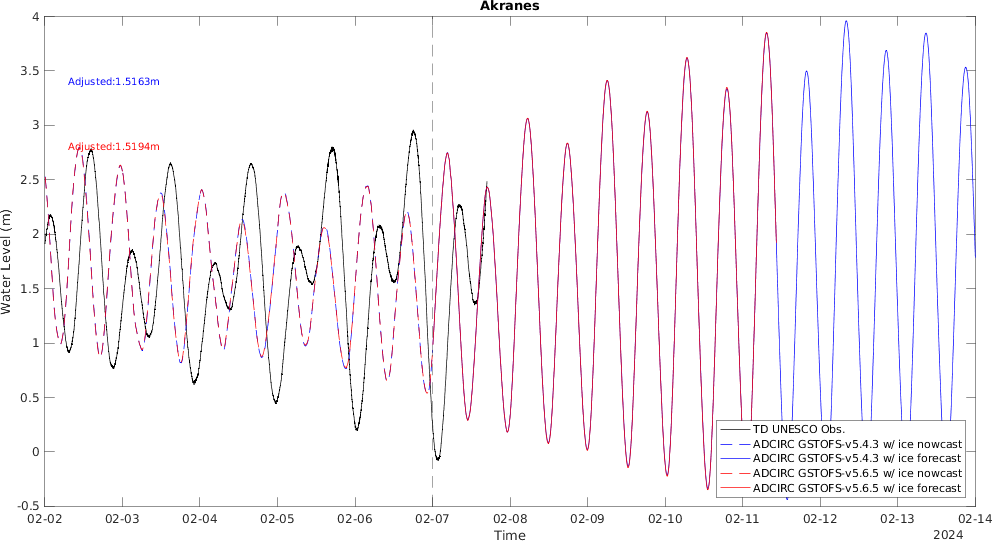 Akranes
Water Level (m)
4
3.5
3
2.5
2
1.5
1
0.5
0
-0.5
Adjusted:1.5163m
Adjusted:1.5194m
TD UNESCO Obs.
ADCIRC GSTOFS-v5.4.3 w/ ice nowcast
ADCIRC GSTOFS-v5.4.3 w/ ice forecast
ADCIRC GSTOFS-v5.6.5 w/ ice nowcast
ADCIRC GSTOFS-v5.6.5 w/ ice forecast
02-02 02-03 02-04 02-05 02-06 02-07 02-08 02-09 02-10 02-11 02-12 02-13 02-14
Time
2024